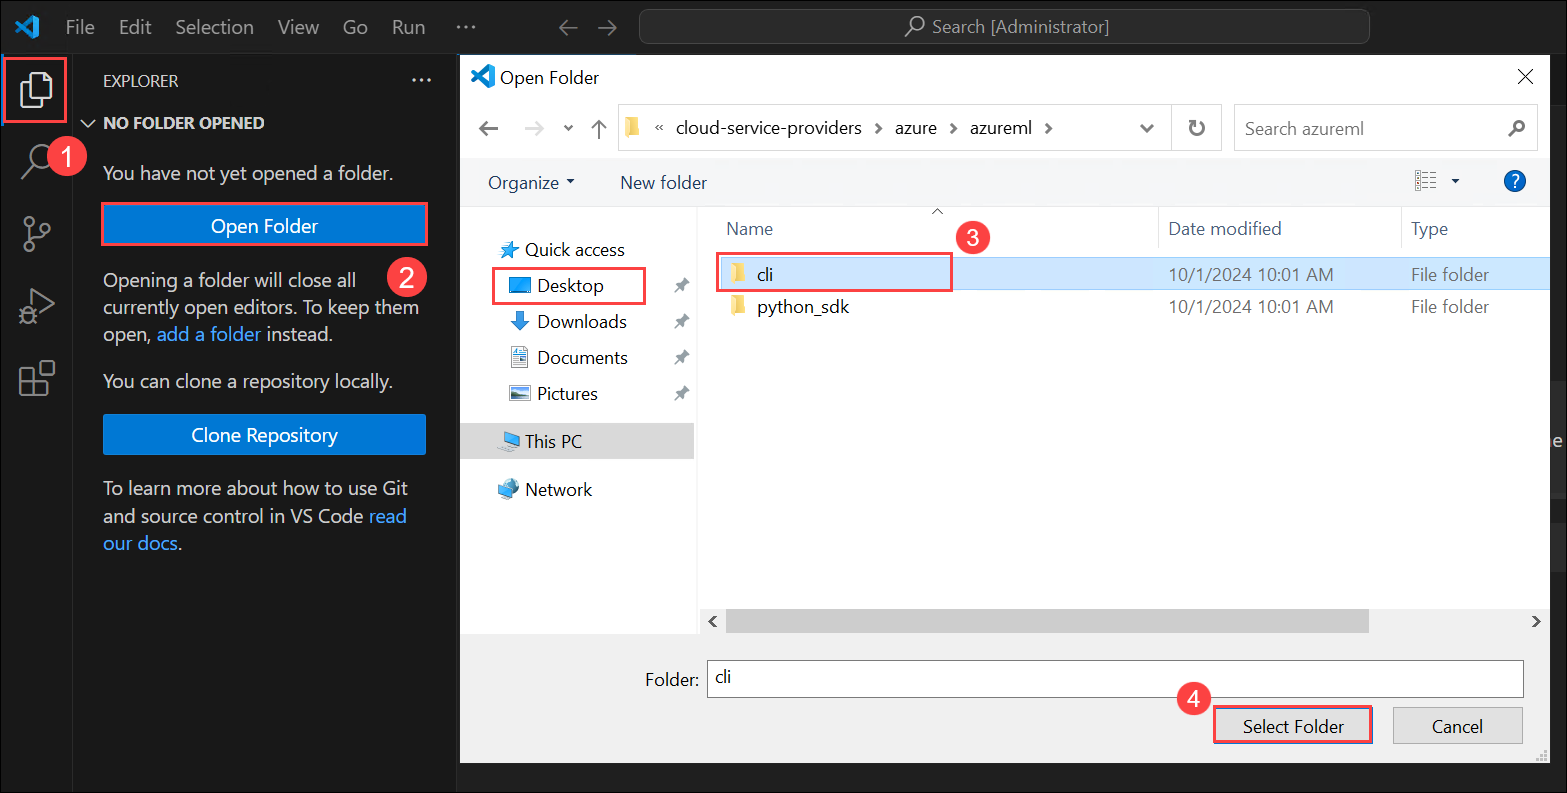 File Edit Selection View Go Run ···
Search [Administrator]
EXPLORER ···
NO FOLDER OPENED
1
You have not yet opened a folder.
Open Folder
2
Opening a folder will close all
currently open editors. To keep them
open, add a folder instead.
You can clone a repository locally.
Clone Repository
To learn more about how to use Git
and source control in VS Code read
our docs.
Open Folder
« cloud-service-providers > azure > azureml >
Search azureml
Organize New folder
?
Quick access
Desktop
Downloads
Documents
Pictures
This PC
Network
Name Date modified Type
3
cli 10/1/2024 10:01 AM File folder
python_sdk 10/1/2024 10:01 AM File folder
Folder: cli
4
Select Folder Cancel